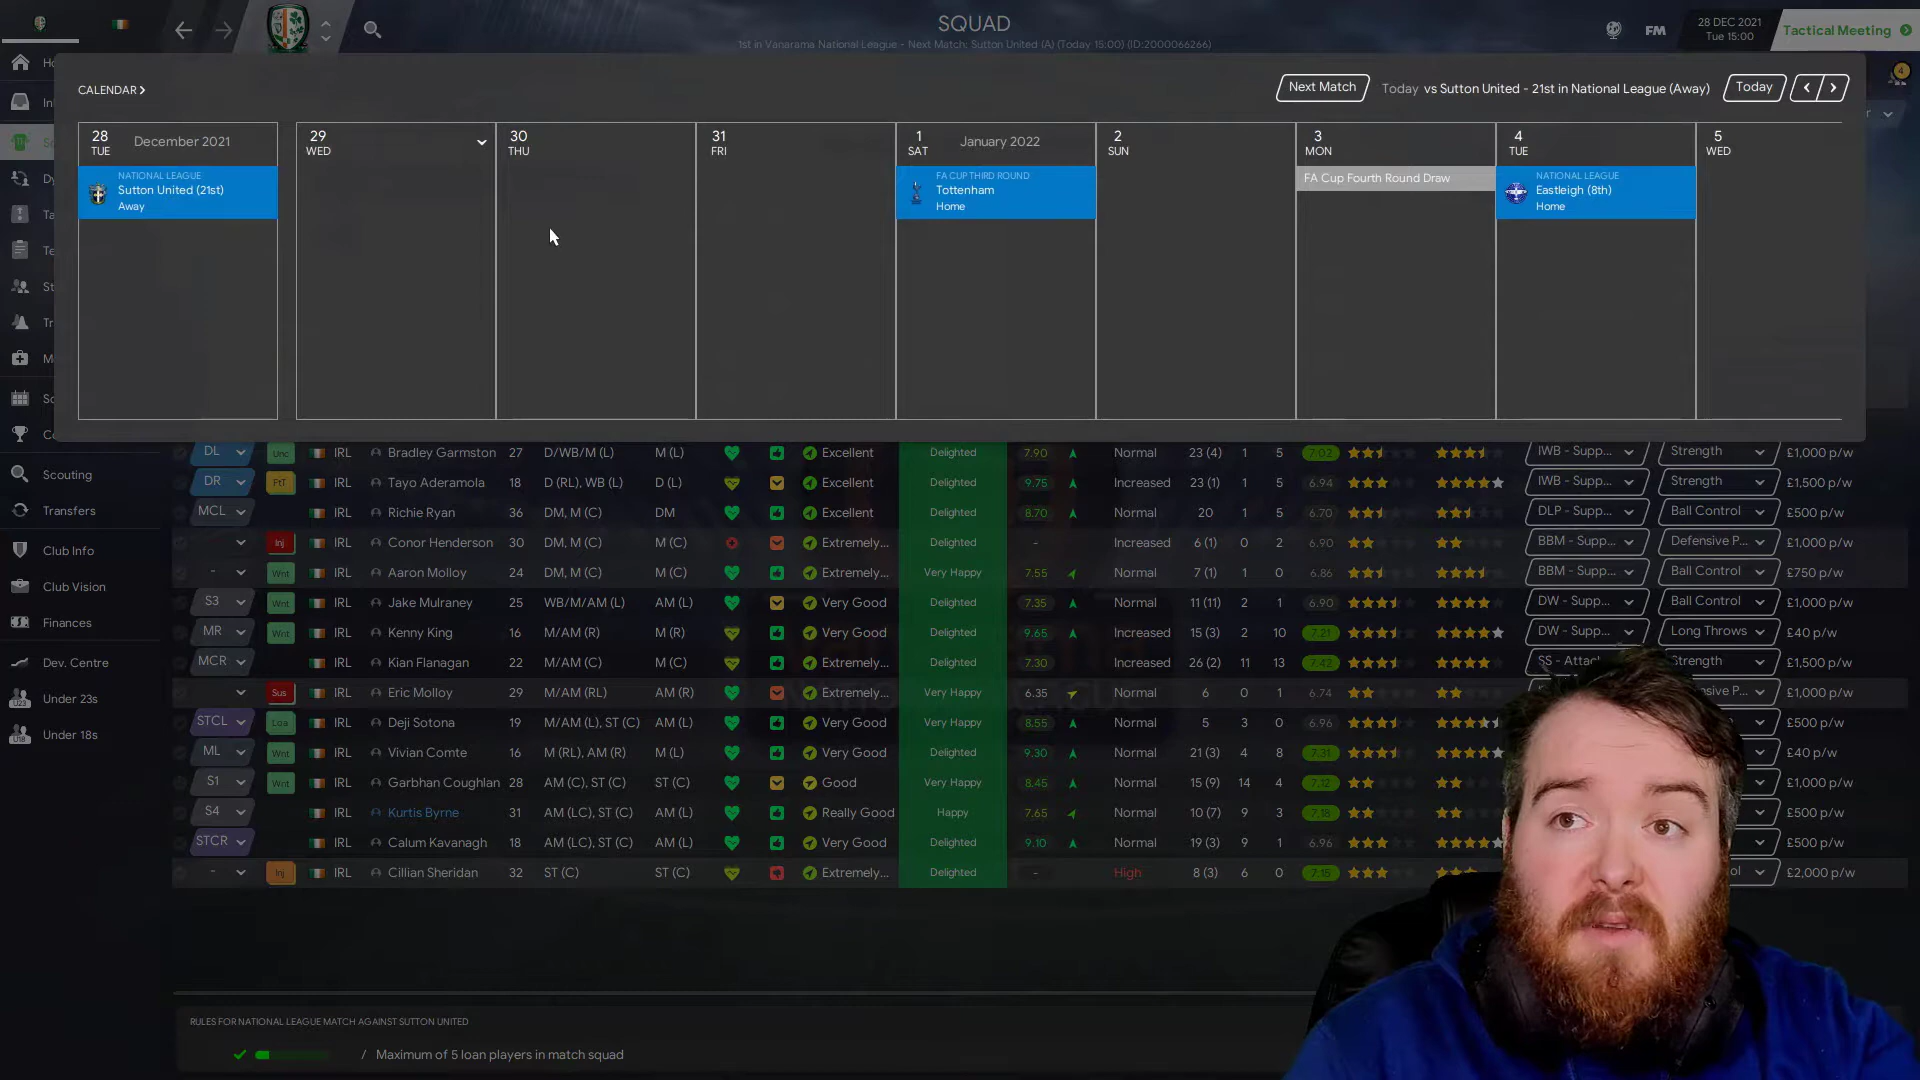 SQUAD
1st in Vanarama National League - Next Match: Sutton United (A) (Today 15:00) (ID:2000066266)
FM
28 DEC 2021
Tue 15:00
Tactical Meeting
4
CALENDAR
Next Match
Today vs Sutton United - 21st in National League (Away)
Today
28 TUE December 2021
29 WED
30 THU
31 FRI
1 SAT January 2022
2 SUN
3 MON
4 TUE
5 WED
NATIONAL LEAGUE
Sutton United (21st)
Away
FA CUP THIRD ROUND
Tottenham
Home
FA Cup Fourth Round Draw
NATIONAL LEAGUE
Eastleigh (8th)
Home
Scouting
Transfers
Club Info
Club Vision
Finances
Dev. Centre
Under 23s
Under 18s
DL Unc IRL Bradley Garmston 27 D/WB/M (L) M (L) Excellent Delighted 7.90 Normal 23 (4) 1 5 7.02 IWB - Supp... Strength £1,000 p/w
DR FtT IRL Tayo Aderamola 18 D (RL), WB (L) D (L) Excellent Delighted 9.75 Increased 23 (1) 1 5 6.94 IWB - Supp... Strength £1,500 p/w
MCL IRL Richie Ryan 36 DM, M (C) DM Excellent Delighted 8.70 Normal 20 1 5 6.70 DLP - Supp... Ball Control £500 p/w
Inj IRL Conor Henderson 30 DM, M (C) M (C) Extremely... Delighted - Increased 6 (1) 0 2 6.90 BBM - Supp... Defensive P... £1,000 p/w
- Wnt IRL Aaron Molloy 24 DM, M (C) M (C) Extremely... Very Happy 7.55 Normal 7 (1) 1 0 6.86 BBM - Supp... Ball Control £750 p/w
S3 Wnt IRL Jake Mulraney 25 WB/M/AM (L) AM (L) Very Good Delighted 7.35 Normal 11 (11) 2 1 6.90 DW - Supp... Ball Control £1,000 p/w
MR Wnt IRL Kenny King 16 M/AM (R) M (R) Very Good Delighted 9.65 Increased 15 (3) 2 10 7.21 DW - Supp... Long Throws £40 p/w
MCR IRL Kian Flanagan 22 M/AM (C) M (C) Very Good Delighted 7.30 Increased 26 (2) 11 13 7.42 SS - Attac Strength £1,500 p/w
Sus IRL Eric Molloy 29 M/AM (RL) AM (R) Extremely... Very Happy 6.35 Normal 6 0 1 6.74 £1,000 p/w
STCL Loa IRL Deji Sotona 19 M/AM (L), ST (C) AM (L) Very Good Very Happy 8.55 Normal 5 3 0 6.96 £500 p/w
ML Wnt IRL Vivian Comte 16 M (RL), AM (R) M (L) Very Good Delighted 9.30 Normal 21 (3) 4 8 7.31 £40 p/w
S1 Wnt IRL Garbhan Coughlan 28 AM (C), ST (C) ST (C) Good Very Happy 8.45 Normal 15 (9) 14 4 7.12 £1,000 p/w
S4 IRL Kurtis Byrne 31 AM (LC), ST (C) AM (L) Really Good Happy 7.65 Normal 10 (7) 9 3 7.18 £500 p/w
STCR IRL Calum Kavanagh 18 AM (LC), ST (C) AM (L) Very Good Delighted 9.10 Normal 19 (3) 9 1 6.96 £500 p/w
- Inj IRL Cillian Sheridan 32 ST (C) ST (C) Extremely... Delighted - High 8 (3) 6 0 7.15 £2,000 p/w
RULES FOR NATIONAL LEAGUE MATCH AGAINST SUTTON UNITED
/ Maximum of 5 loan players in match squad